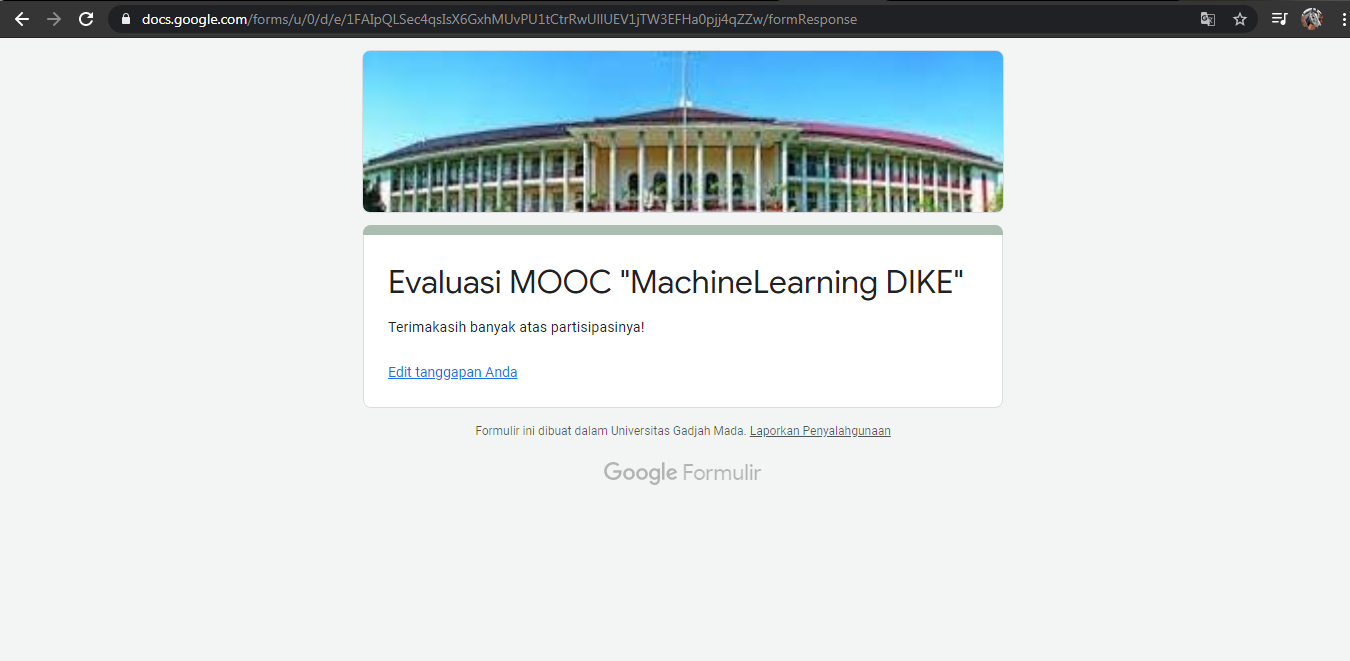 docs.google.com/forms/u/0/d/e/1FAIpQLSec4qsIsX6GxhMUvPU1tCtrRwUIlUEV1jTW3EFHa0pjj4qZZw/formResponse
Evaluasi MOOC "MachineLearning DIKE"
Terimakasih banyak atas partisipasinya!
Edit tanggapan Anda
Formulir ini dibuat dalam Universitas Gadjah Mada. Laporkan Penyalahgunaan
Google Formulir